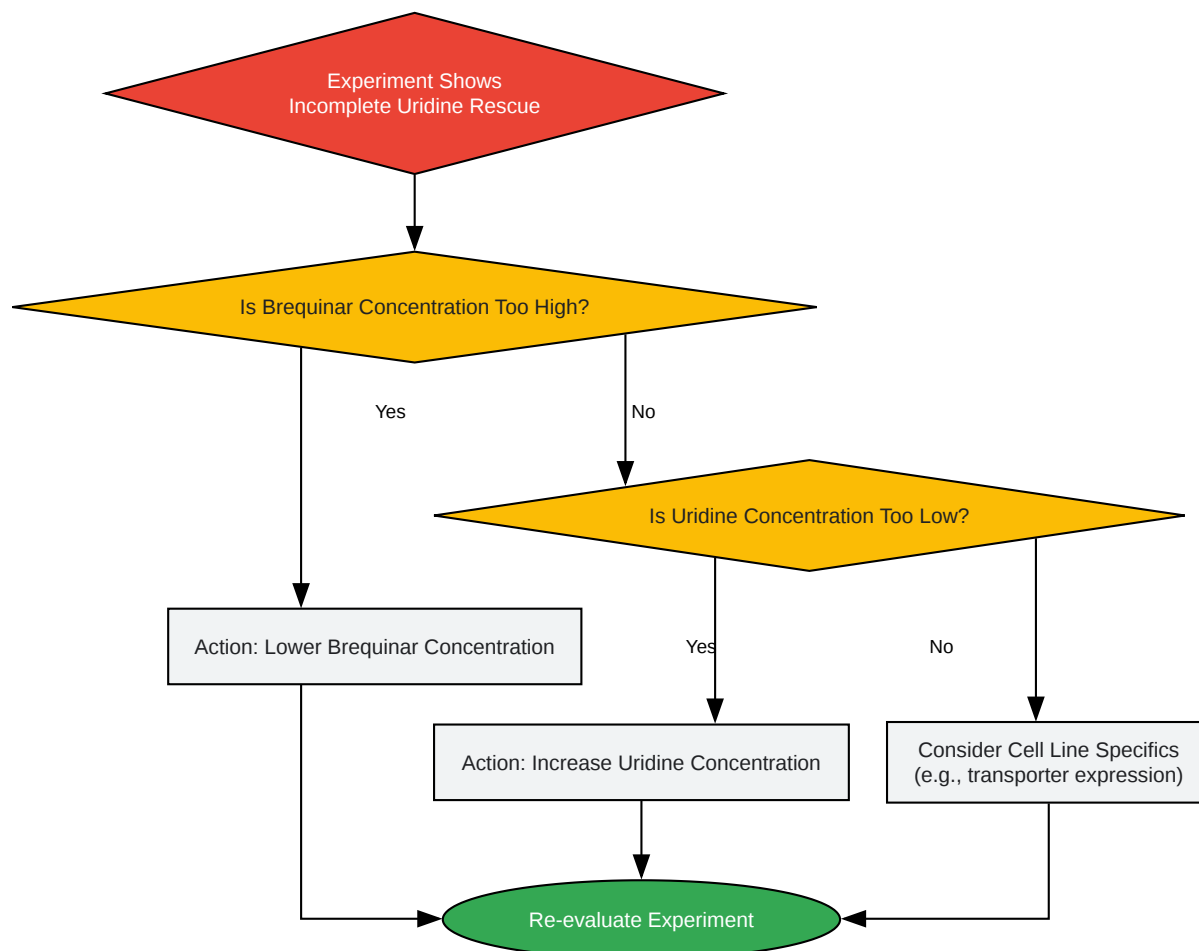 Experiment Shows
Incomplete Uridine Rescue
Is Brequinar Concentration Too High?
Yes
No
Is Uridine Concentration Too Low?
Action: Lower Brequinar Concentration
Yes
No
Action: Increase Uridine Concentration
Consider Cell Line Specifics
(e.g., transporter expression)
Re-evaluate Experiment